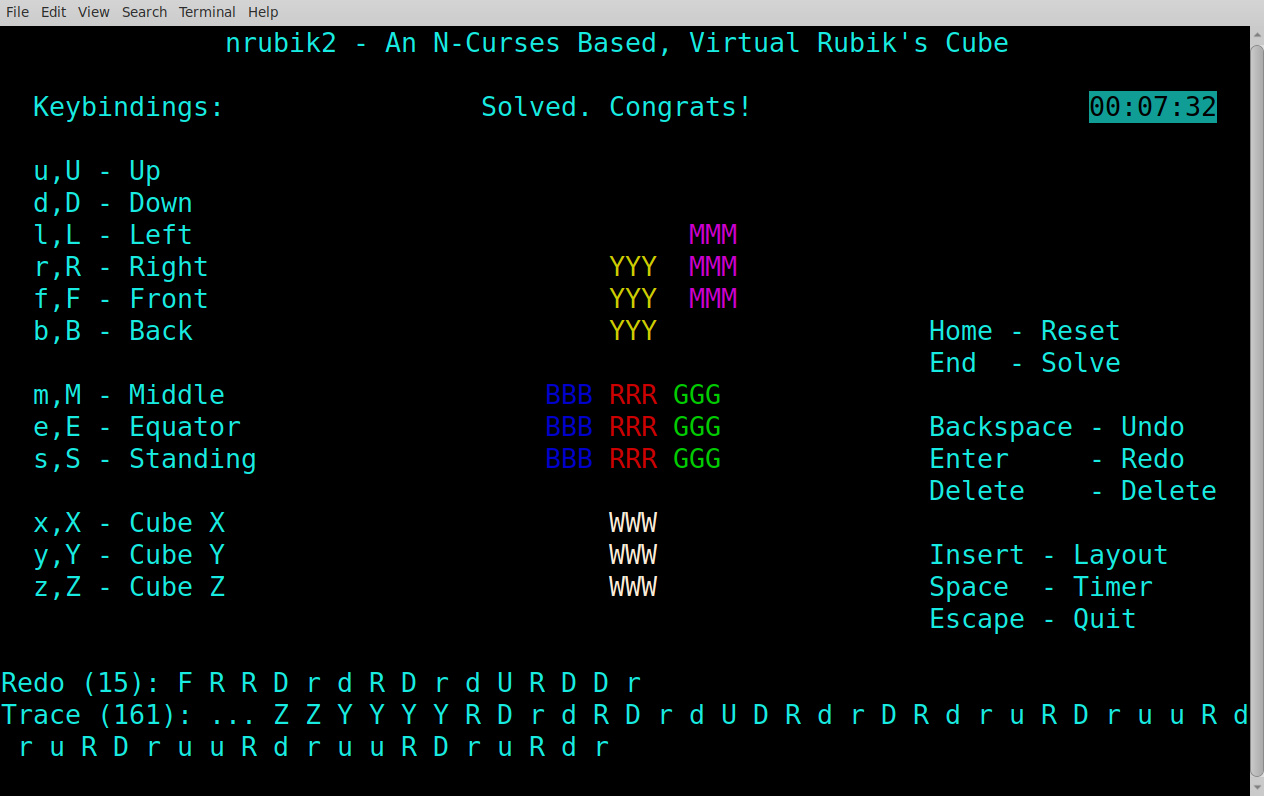 File Edit View Search Terminal Help
nrubik2 - An N-Curses Based, Virtual Rubik's Cube
Keybindings: Solved. Congrats! 00:07:32
u,U - Up
d,D - Down
l,L - Left MMM
r,R - Right YYY MMM
f,F - Front YYY MMM
b,B - Back YYY Home - Reset
End - Solve
m,M - Middle BBB RRR GGG
e,E - Equator BBB RRR GGG Backspace - Undo
s,S - Standing BBB RRR GGG Enter - Redo
Delete - Delete
x,X - Cube X WWW
y,Y - Cube Y WWW Insert - Layout
z,Z - Cube Z WWW Space - Timer
Escape - Quit
Redo (15): F R R D r d R D r d U R D D r
Trace (161): ... Z Z Y Y Y Y R D r d R D r d U D R d r D R d r u R D r u u R d
r u R D r u u R d r u u R D r u R d r